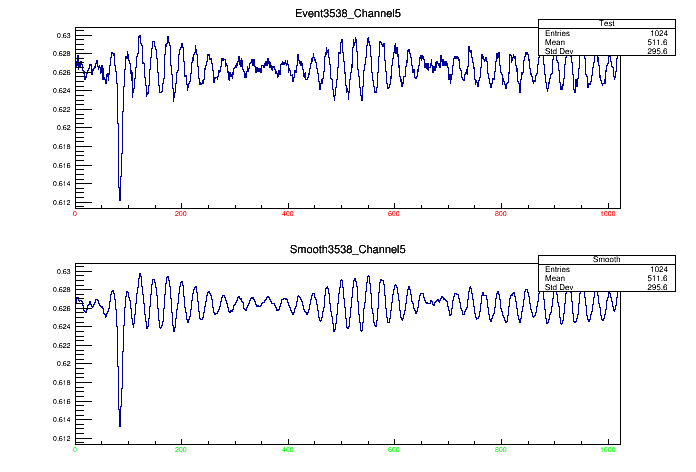 Event3538_Channel5
Test
Entries 1024
Mean 511.6
Std Dev 295.6
0.63
0.628
0.626
0.624
0.622
0.62
0.618
0.616
0.614
0.612
0 200 400 600 800 1000
Smooth3538_Channel5
Smooth
Entries 1024
Mean 511.6
Std Dev 295.6
0.63
0.628
0.626
0.624
0.622
0.62
0.618
0.616
0.614
0.612
0 200 400 600 800 1000